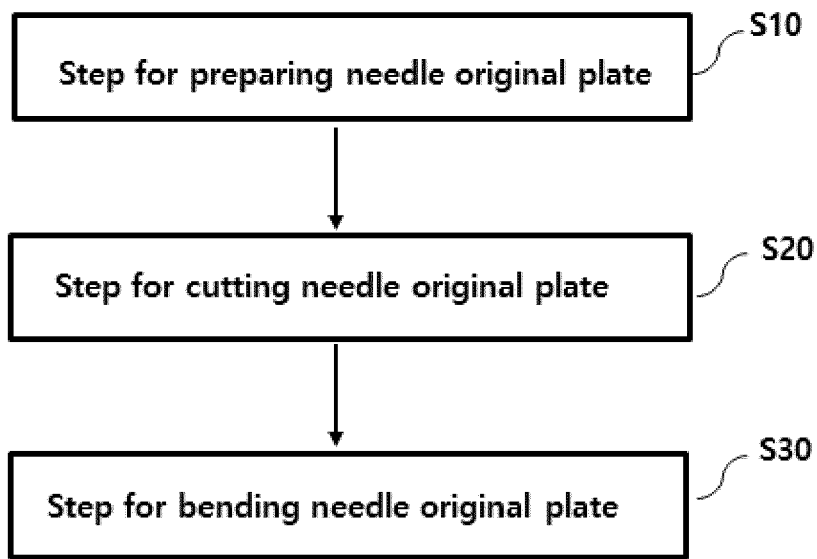 S10
Step for preparing needle original plate
S20
Step for cutting needle original plate
S30
Step for bending needle original plate